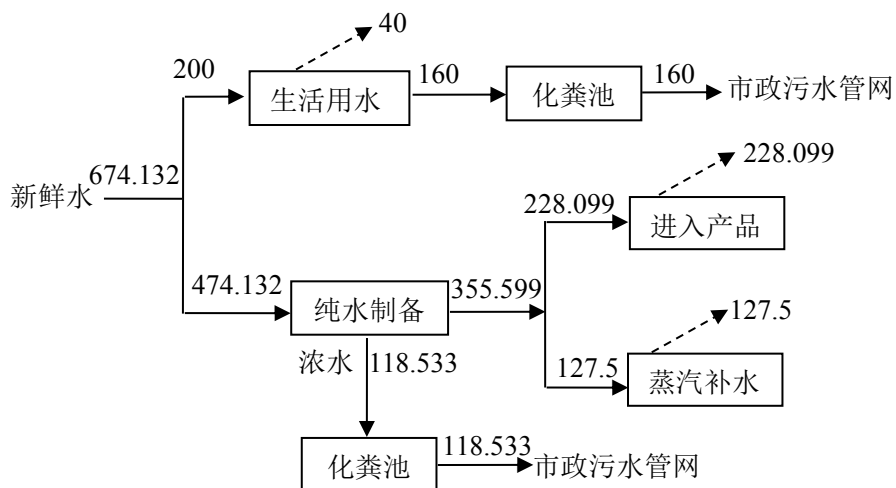 40
200
生活用水
160
化粪池
160
市政污水管网
新鲜水
674.132
228.099
228.099
进入产品
474.132
纯水制备
355.599
127.5
127.5
蒸汽补水
浓水
118.533
化粪池
118.533
市政污水管网